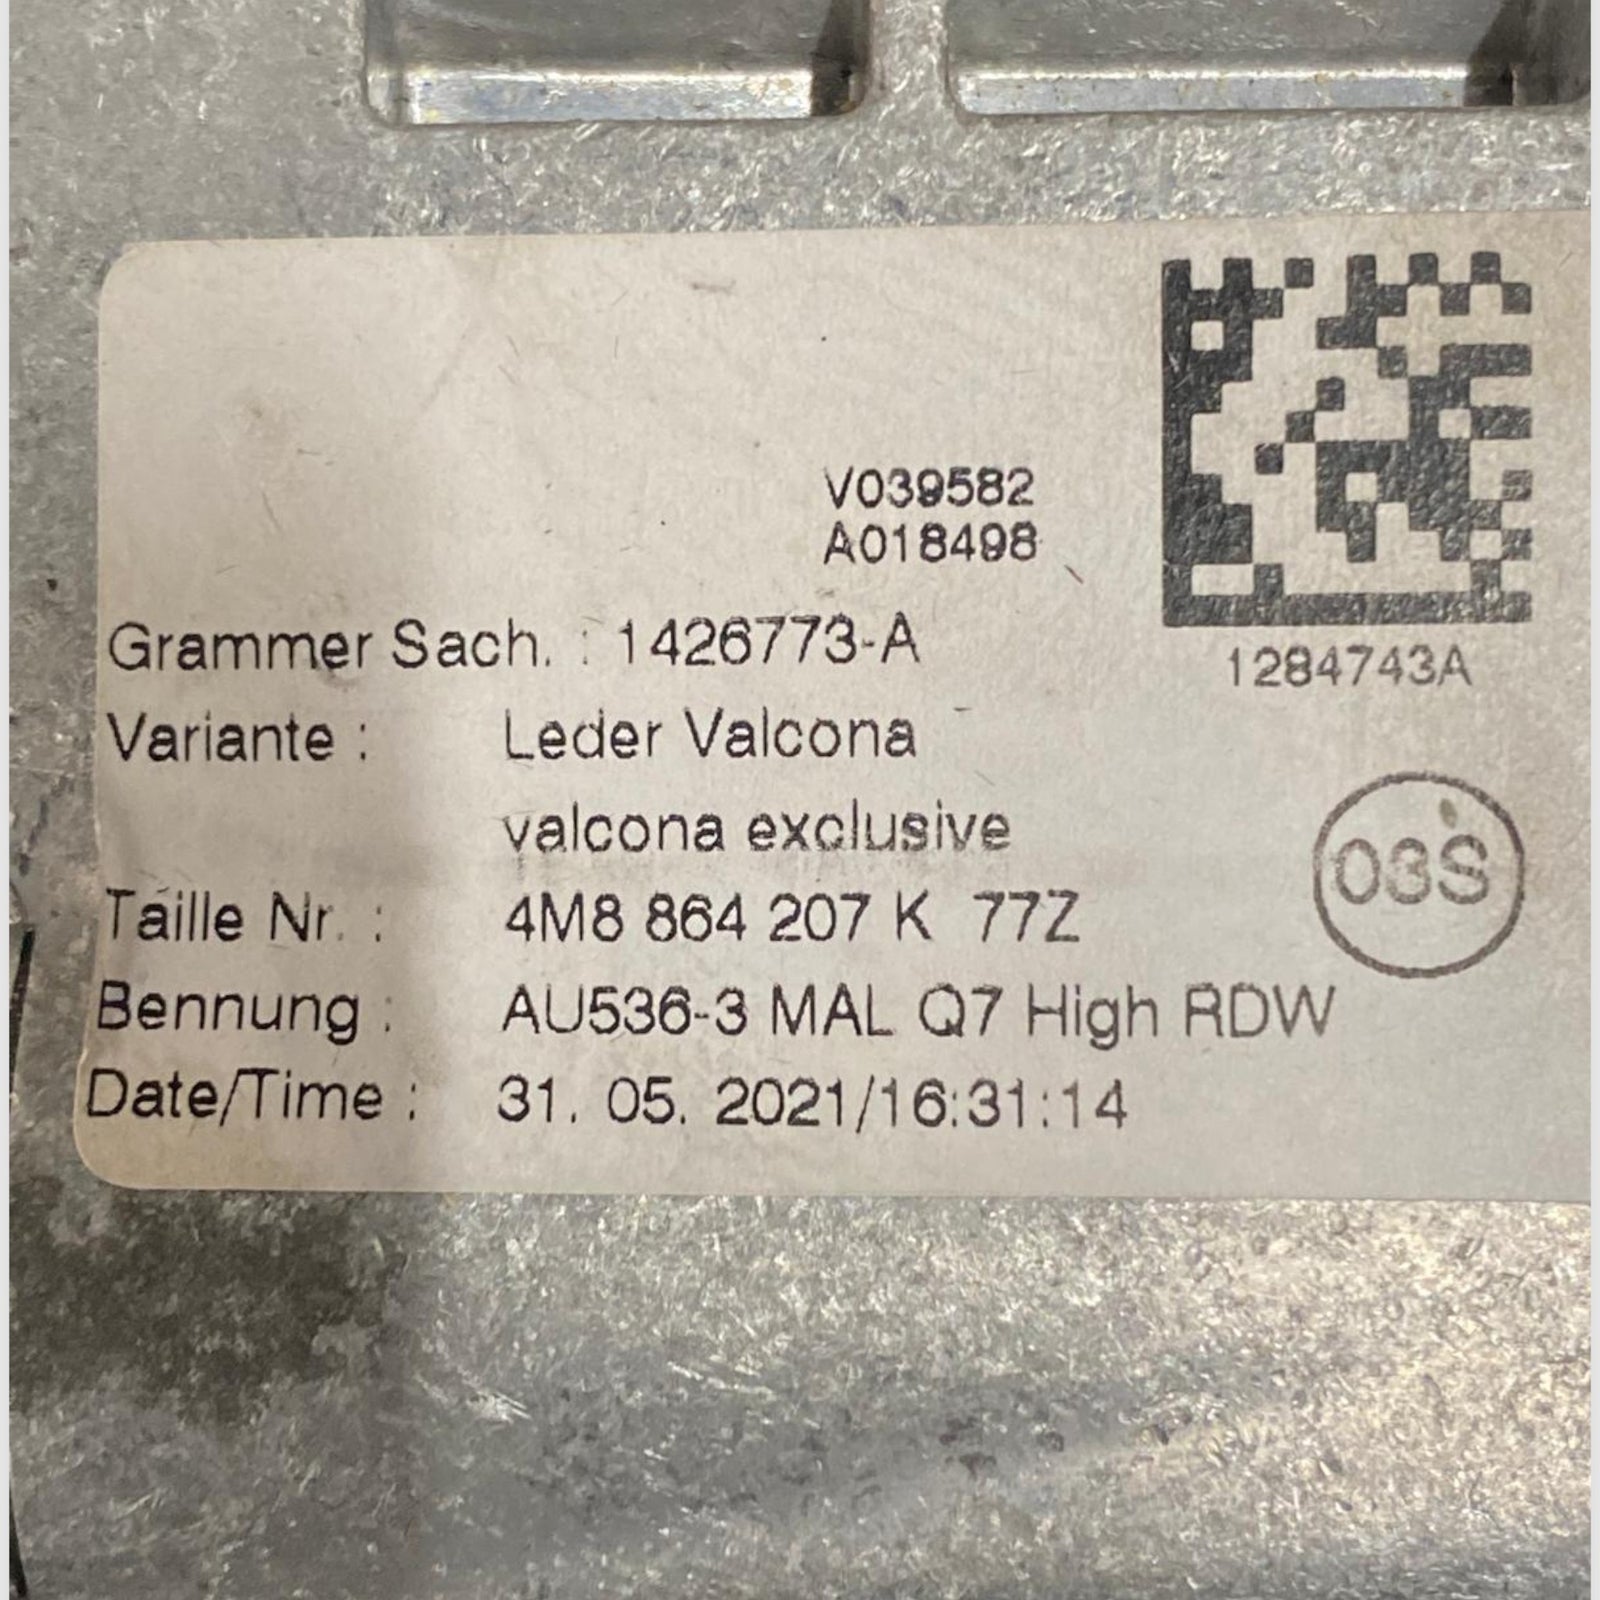 V039582
A018498
Grammer Sach. : 1426773-A
1284743A
Variante : Leder Valcona
valcona exclusive
03S
Taille Nr. : 4M8 864 207 K 77Z
Bennung : AU536-3 MAL Q7 High RDW
Date/Time : 31. 05. 2021/16:31:14